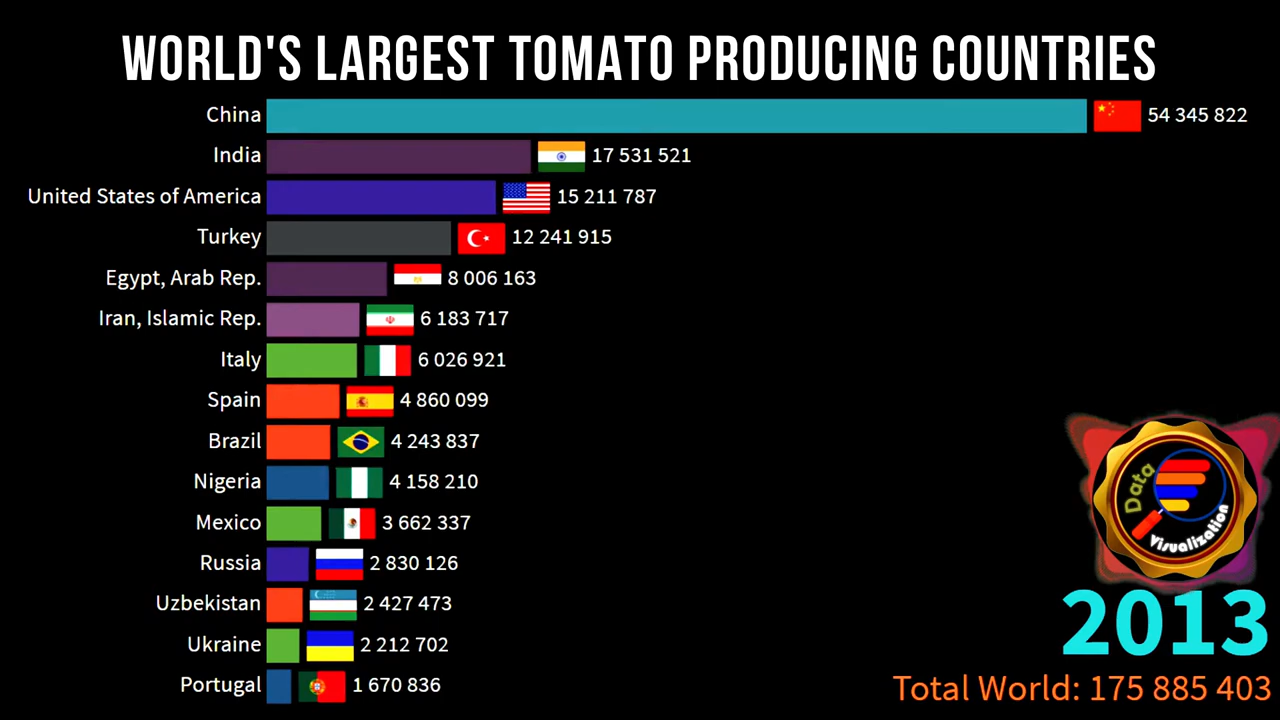 WORLD'S LARGEST TOMATO PRODUCING COUNTRIES
China 54 345 822
India 17 531 521
United States of America 15 211 787
Turkey 12 241 915
Egypt, Arab Rep. 8 006 163
Iran, Islamic Rep. 6 183 717
Italy 6 026 921
Spain 4 860 099
Brazil 4 243 837
Nigeria 4 158 210
Mexico 3 662 337
Russia 2 830 126
Uzbekistan 2 427 473
Ukraine 2 212 702
Portugal 1 670 836
Data
Visualization
2013
Total World: 175 885 403